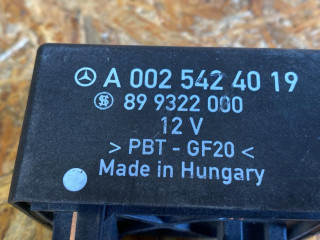 A 002 542 40 19
89 9322 000
12 V
> PBT - GF20 <
Made in Hungary